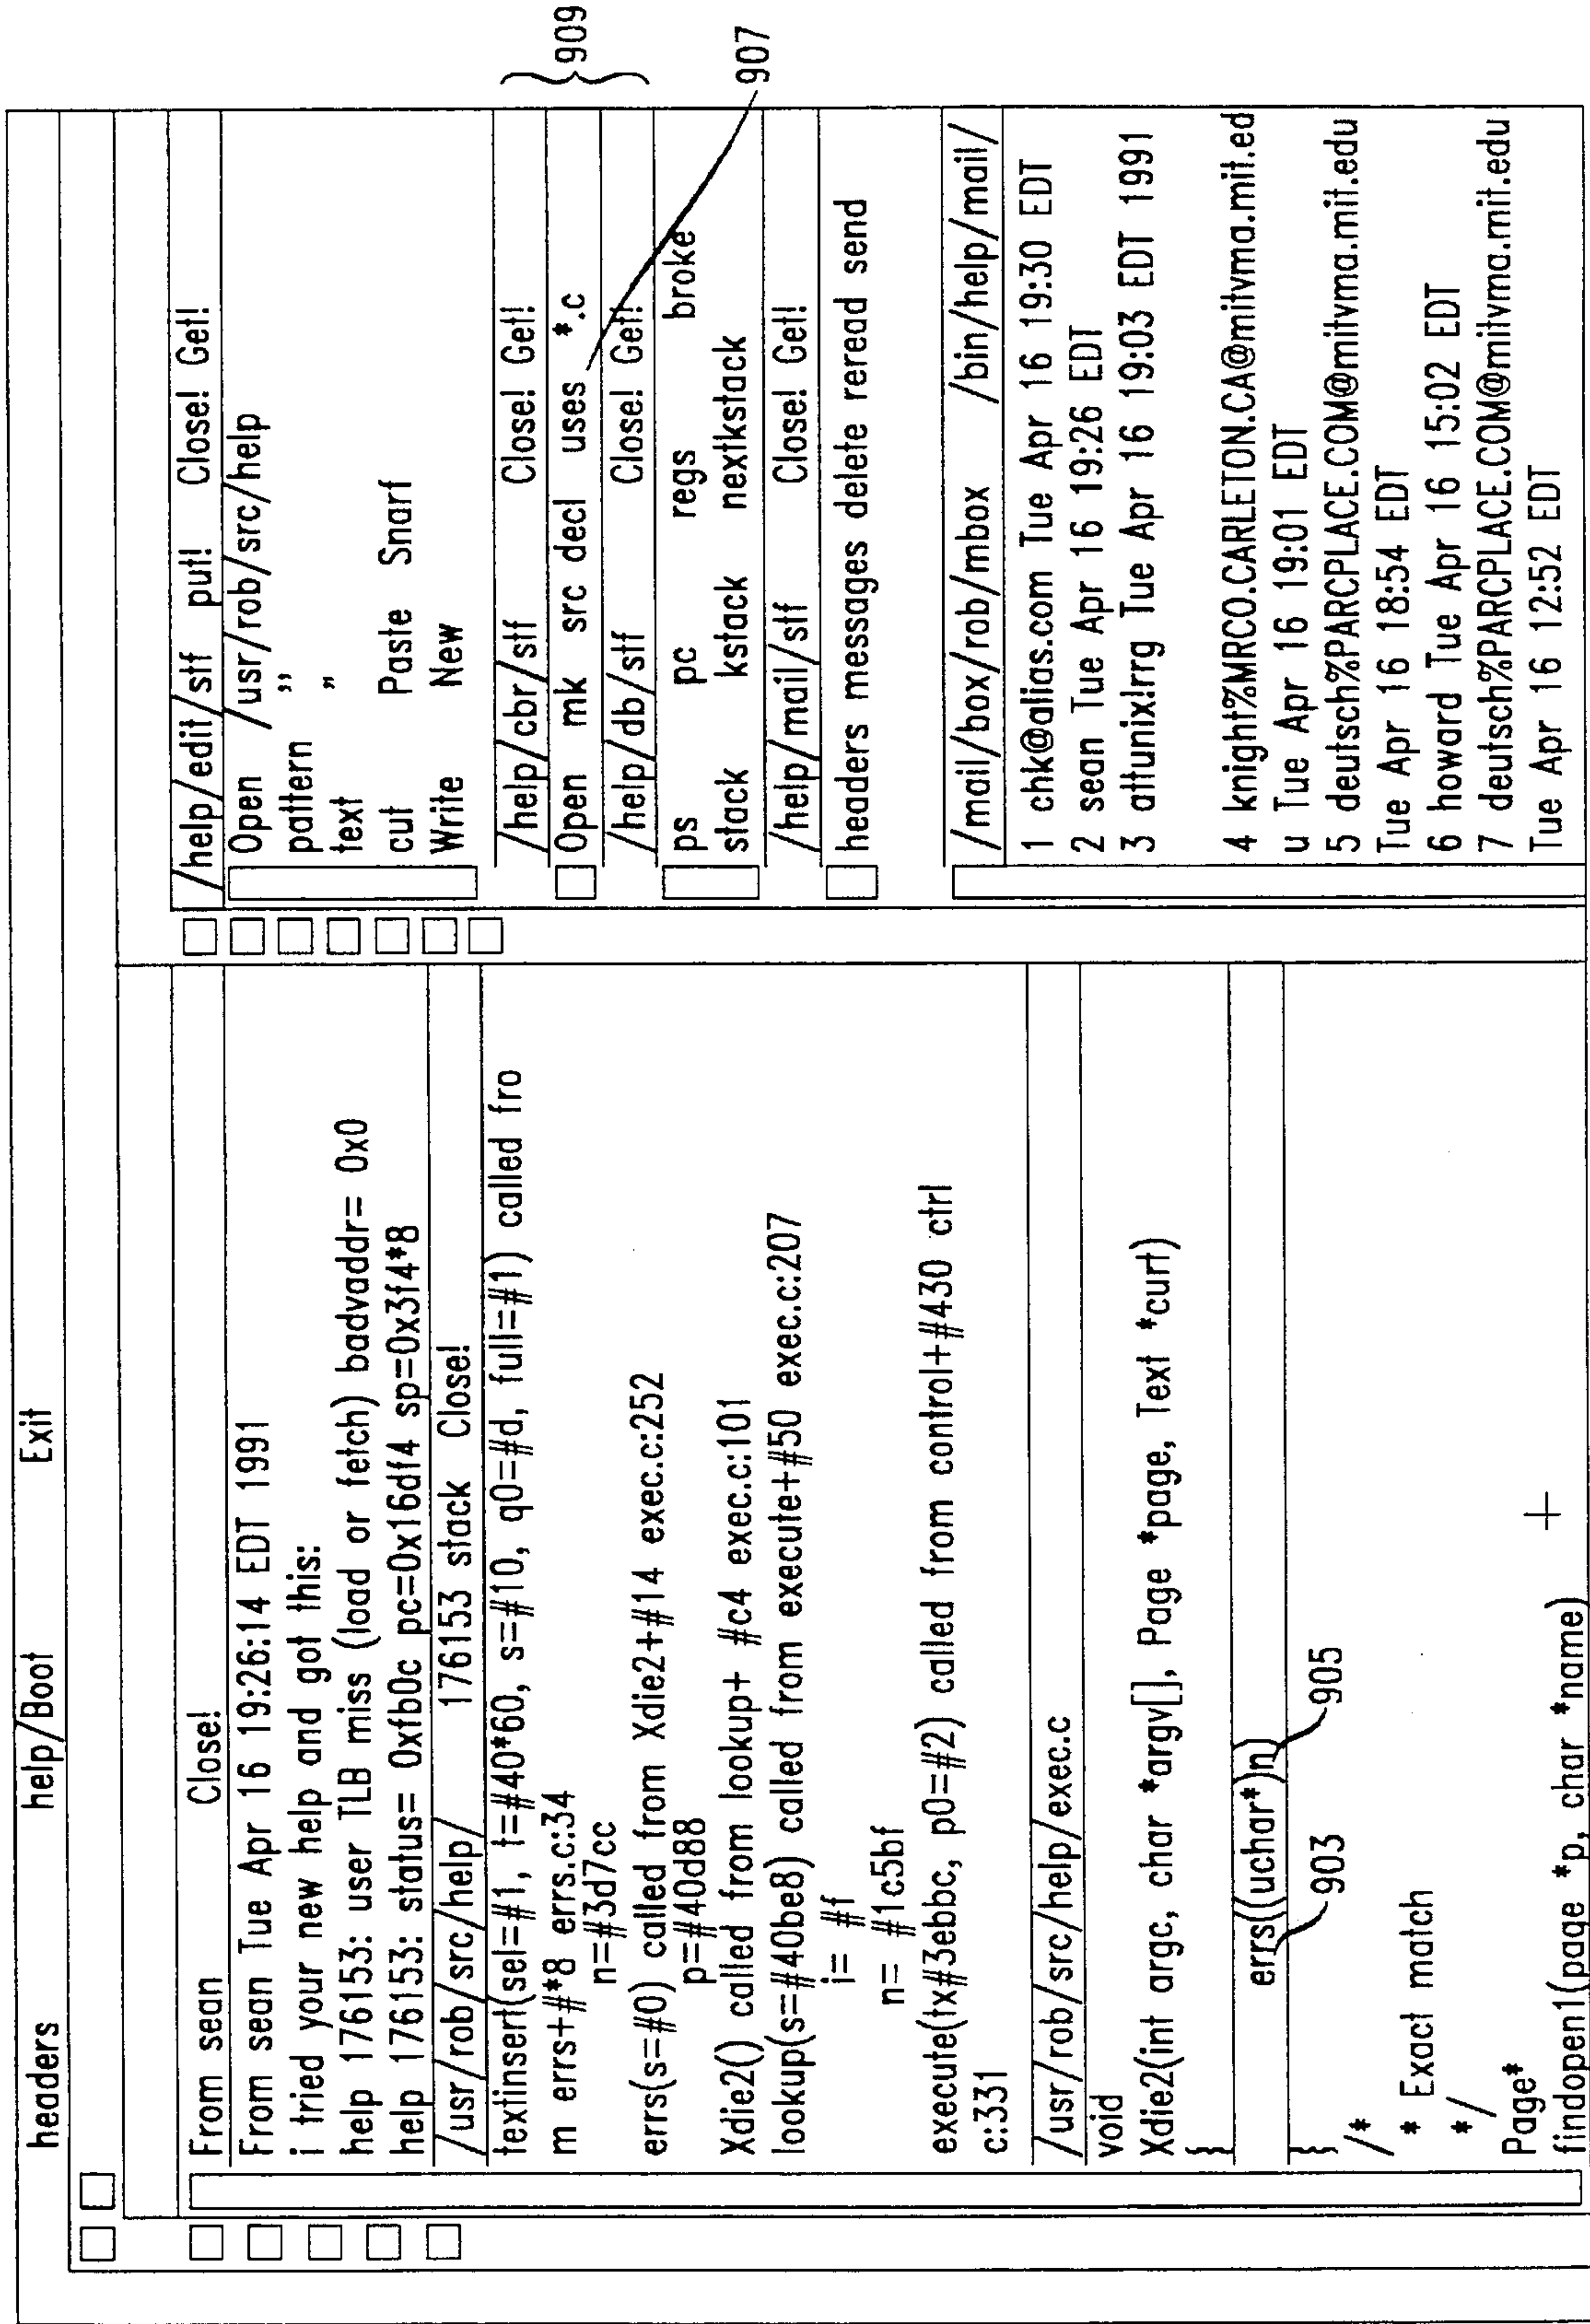 headers help/Boot Exit
From sean Close!
From sean Tue Apr 16 19:26:14 EDT 1991
i tried your new help and got this:
help 176153: user TLB miss (load or fetch) badvaddr= 0x0
help 176153: status= 0xfb0c pc=0x16df4 sp=0x3f4*8
/usr/rob/src/help/ 176153 stack Close!
textinsert(sel=#1, t=#40*60, s=#10, q0=#d, full=#1) called fro
m errs+#*8 errs.c:34
n=#3d7cc
errs(s=#0) called from Xdie2+#14 exec.c:252
p=#40d88
Xdie2() called from lookup+ #c4 exec.c:101
lookup(s=#40be8) called from execute+#50 exec.c:207
i= #f
n= #1c5bf
execute(tx#3ebbc, p0=#2) called from control+#430 ctrl
c:331
/usr/rob/src/help/exec.c
void
Xdie2(int argc, char *argv[], Page *page, Text *curt)
{
errs((uchar*)n)
}
903
905
/*
* Exact match
*/
Page*
findopen1(page *p, char *name)
/help/edit/stf put! Close! Get!
Open /usr/rob/src/help
pattern ,,
text "
cut Paste Snarf
Write New
/help/cbr/stf Close! Get!
Open mk src decl uses *.c
/help/db/stf Close! Get!
909
907
ps pc regs broke
stack kstack nextkstack
/help/mail/stf Close! Get!
headers messages delete reread send
/mail/box/rob/mbox /bin/help/mail/
1 chk@alias.com Tue Apr 16 19:30 EDT
2 sean Tue Apr 16 19:26 EDT
3 attunix!rrg Tue Apr 16 19:03 EDT 1991
4 knight%MRCO.CARLETON.CA@mitvma.mit.ed
u Tue Apr 16 19:01 EDT
5 deutsch%PARCPLACE.COM@mitvma.mit.edu
Tue Apr 16 18:54 EDT
6 howard Tue Apr 16 15:02 EDT
7 deutsch%PARCPLACE.COM@mitvma.mit.edu
Tue Apr 16 12:52 EDT